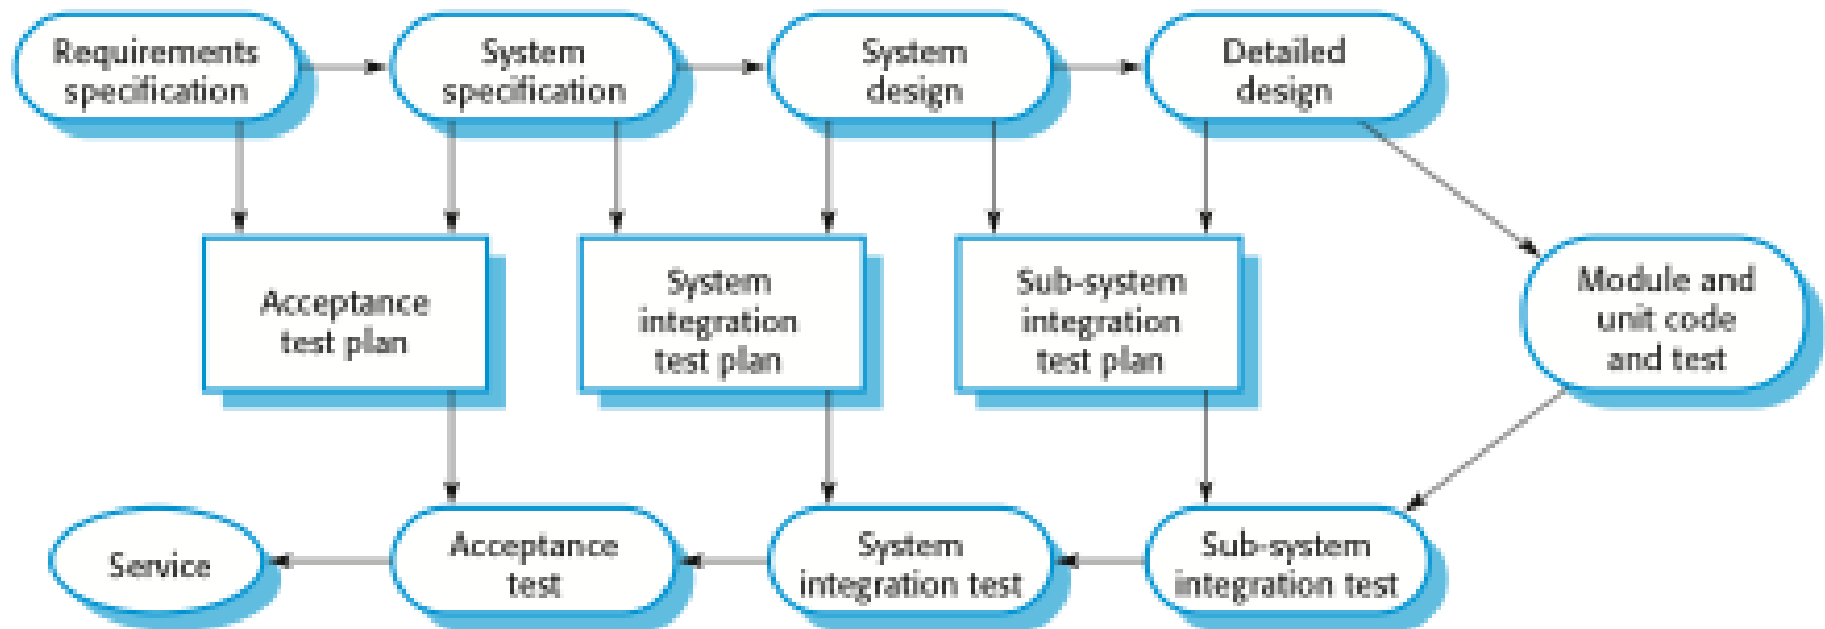 Requirements
specification
System
specification
System
design
Detailed
design
Acceptance
test plan
System
integration
test plan
Sub-system
integration
test plan
Module and
unit code
and test
Service
Acceptance
test
System
integration test
Sub-system
integration test